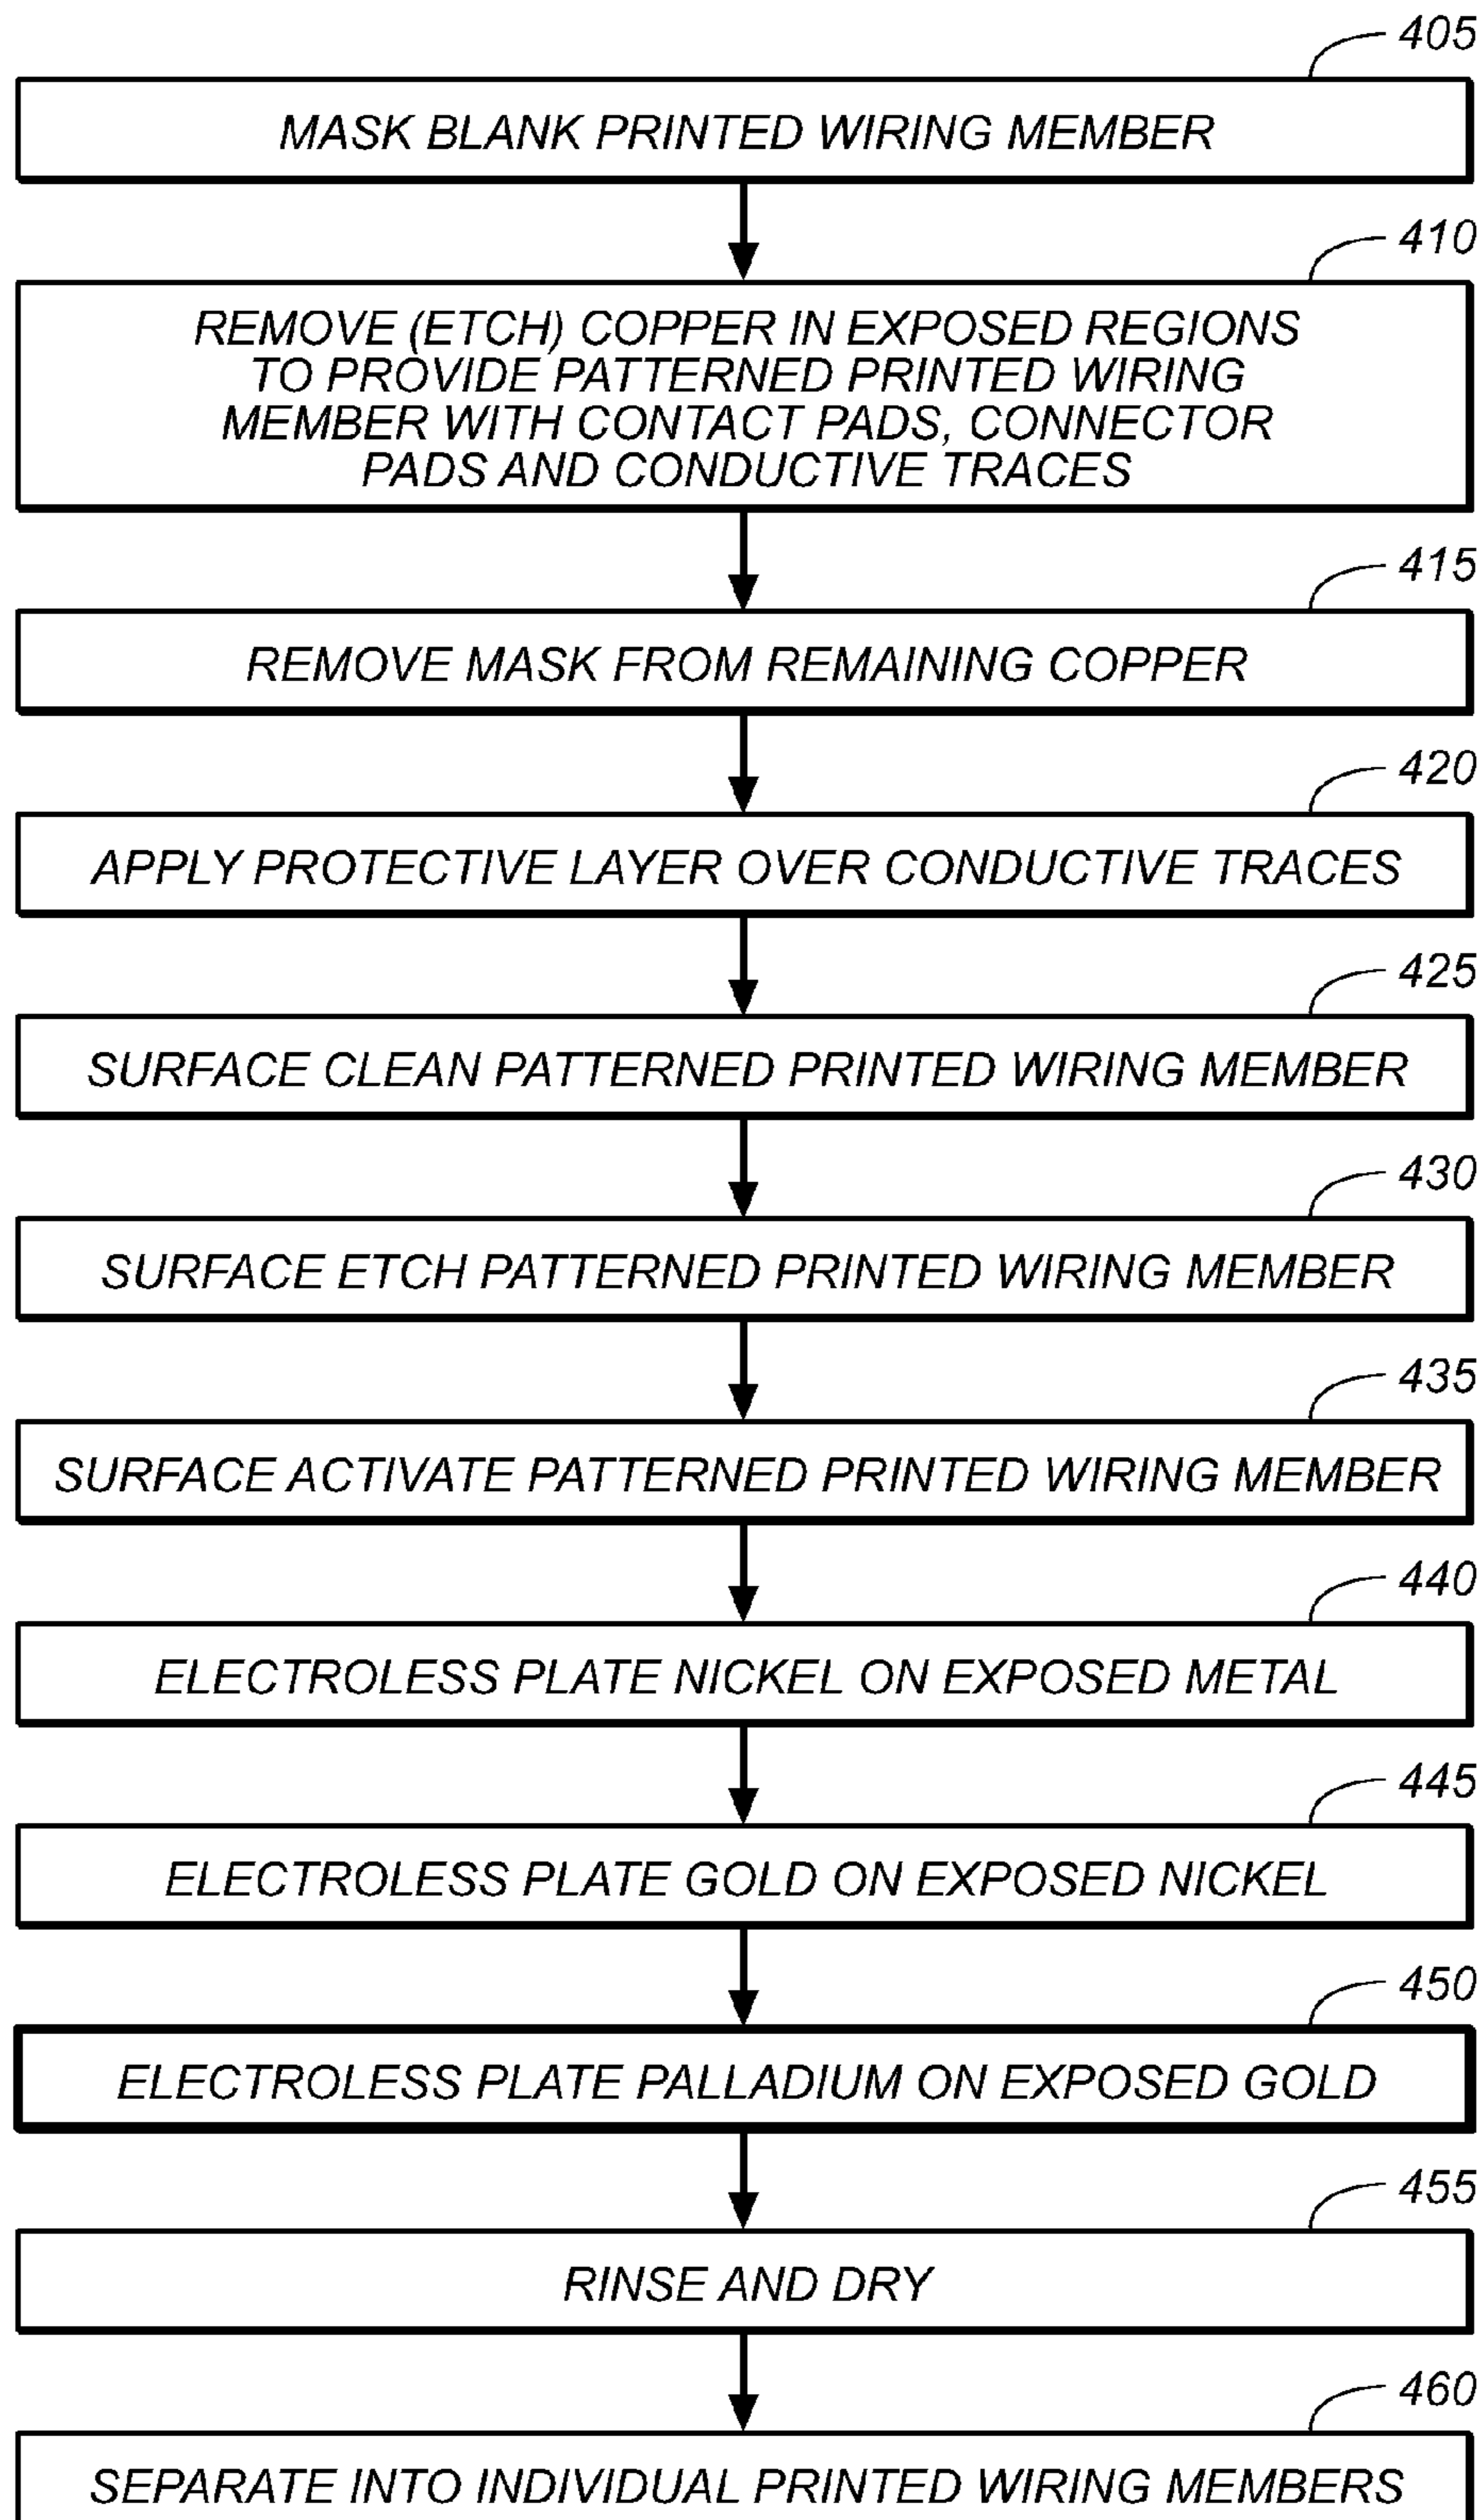 405
MASK BLANK PRINTED WIRING MEMBER
410
REMOVE (ETCH) COPPER IN EXPOSED REGIONS
TO PROVIDE PATTERNED PRINTED WIRING
MEMBER WITH CONTACT PADS, CONNECTOR
PADS AND CONDUCTIVE TRACES
415
REMOVE MASK FROM REMAINING COPPER
420
APPLY PROTECTIVE LAYER OVER CONDUCTIVE TRACES
425
SURFACE CLEAN PATTERNED PRINTED WIRING MEMBER
430
SURFACE ETCH PATTERNED PRINTED WIRING MEMBER
435
SURFACE ACTIVATE PATTERNED PRINTED WIRING MEMBER
440
ELECTROLESS PLATE NICKEL ON EXPOSED METAL
445
ELECTROLESS PLATE GOLD ON EXPOSED NICKEL
450
ELECTROLESS PLATE PALLADIUM ON EXPOSED GOLD
455
RINSE AND DRY
460
SEPARATE INTO INDIVIDUAL PRINTED WIRING MEMBERS